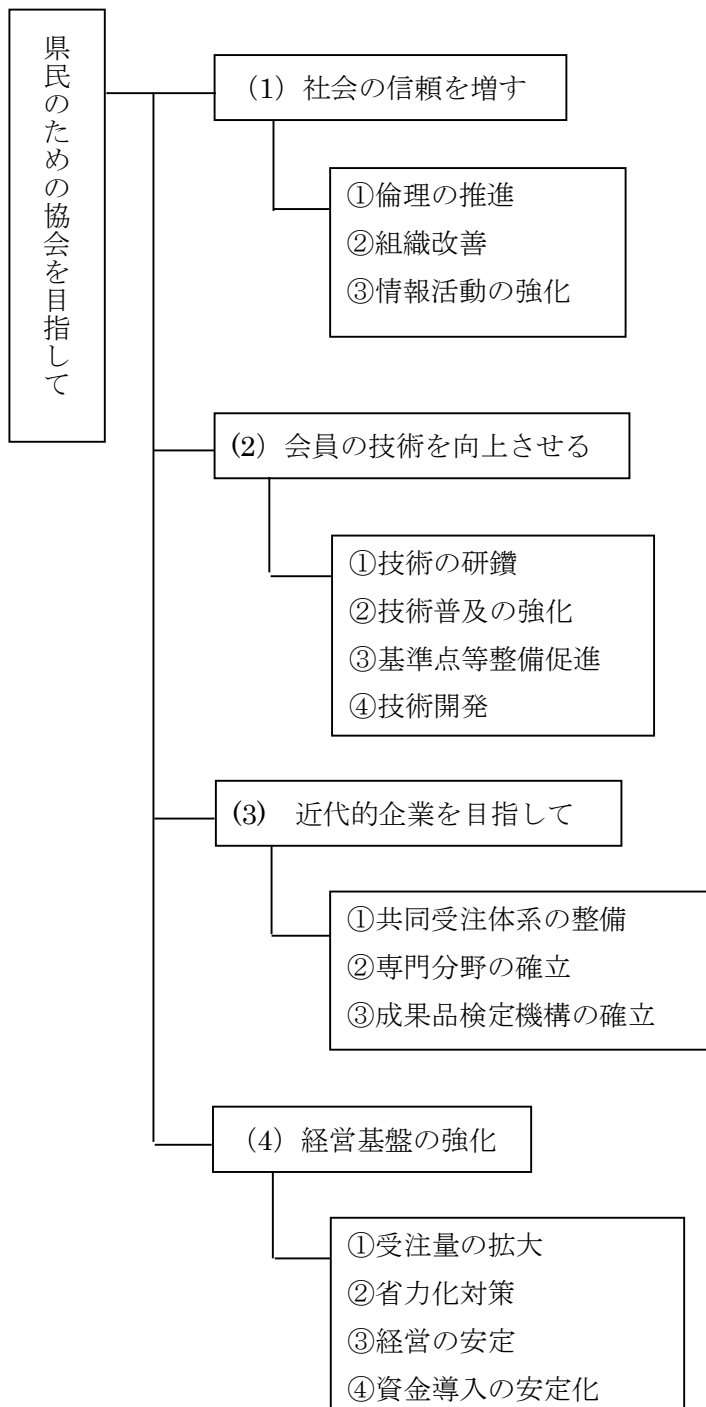 県民のための協会を目指して
（1）社会の信頼を増す
①倫理の推進
②組織改善
③情報活動の強化
(2）会員の技術を向上させる
①技術の研鑽
②技術普及の強化
③基準点等整備促進
④技術開発
(3)　近代的企業を目指して
①共同受注体系の整備
②専門分野の確立
③成果品検定機構の確立
（4）経営基盤の強化
①受注量の拡大
②省力化対策
③経営の安定
④資金導入の安定化